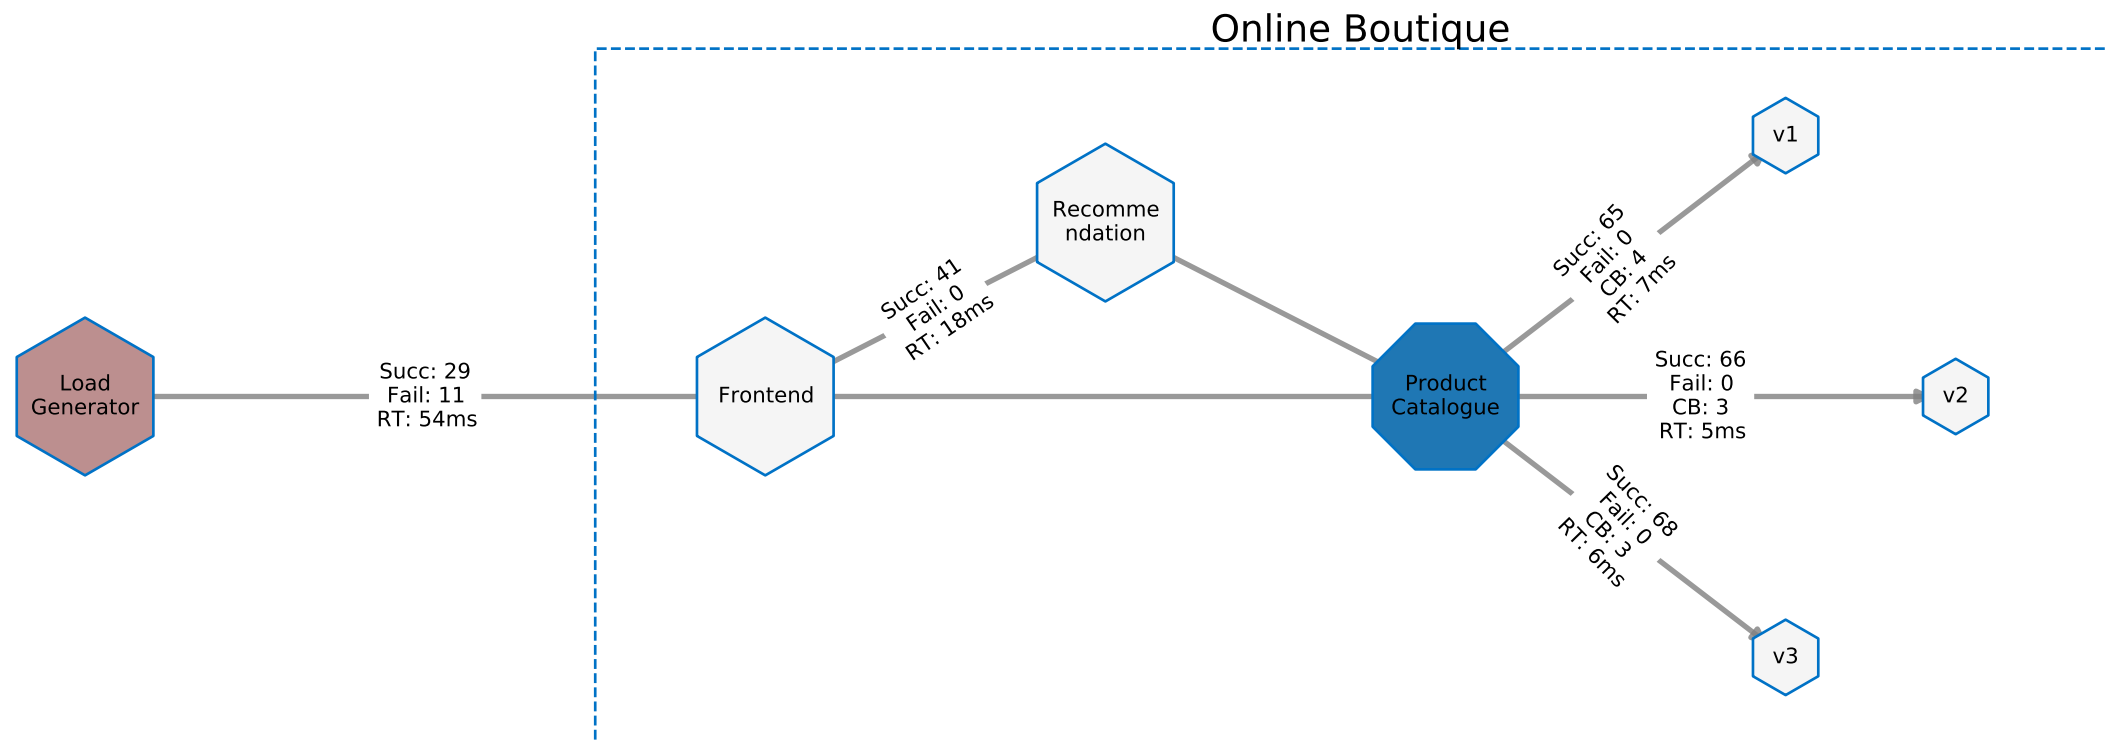 Online Boutique
Load
Generator
Succ: 29
Fail: 11
RT: 54ms
Frontend
Succ: 41
Fail: 0
RT: 18ms
Recomme
ndation
Product
Catalogue
Succ: 65
Fail: 0
CB: 4
RT: 7ms
v1
Succ: 66
Fail: 0
CB: 3
RT: 5ms
v2
Succ: 68
Fail: 0
CB: 3
RT: 6ms
v3